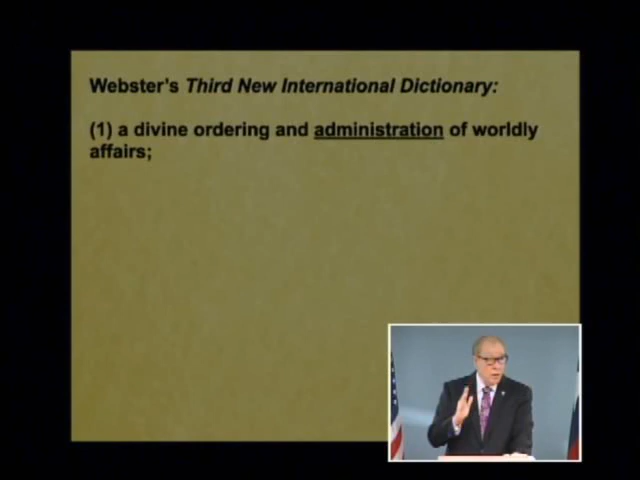 Webster's Third New International Dictionary:
(1) a divine ordering and administration of worldly
affairs;